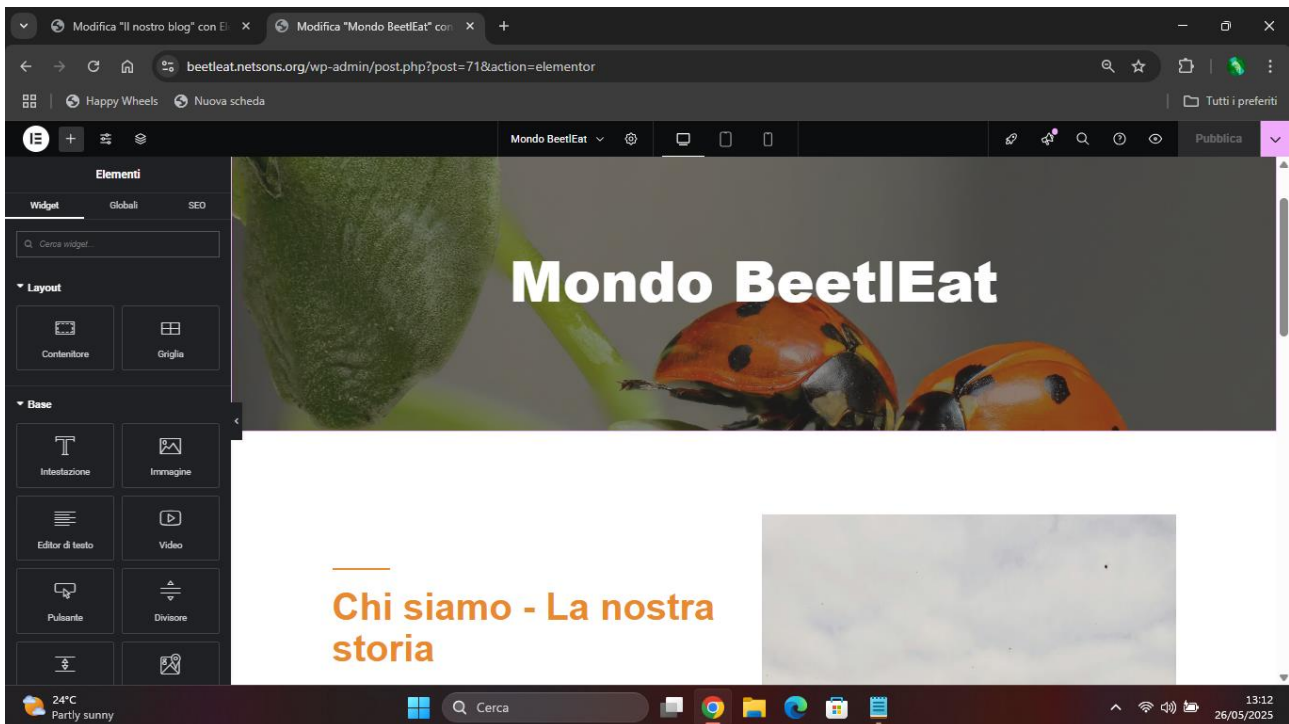 Modifica "Il nostro blog" con El
Modifica "Mondo BeetlEat" con
beetleat.netsons.org/wp-admin/post.php?post=71&action=elementor
Happy Wheels
Nuova scheda
Tutti i preferiti
Mondo BeetlEat
Pubblica
Elementi
Widget
Globali
SEO
Cerca widget...
Layout
Contenitore
Griglia
Base
Intestazione
Immagine
Editor di testo
Video
Pulsante
Divisore
Mondo BeetlEat
Chi siamo - La nostra
storia
24°C
Partly sunny
Cerca
13:12
26/05/2025